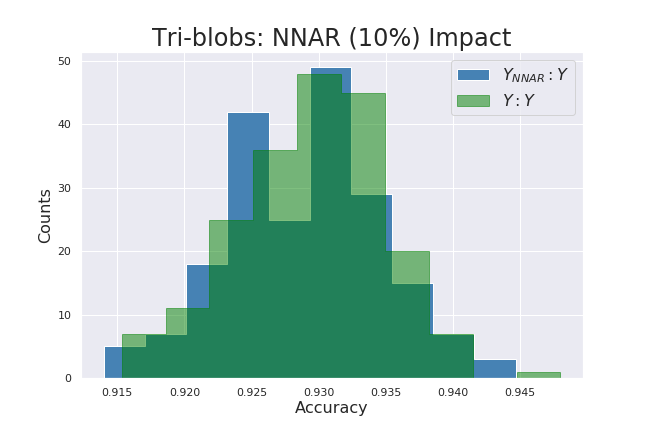 Tri-blobs: NNAR (10%) Impact
50
40
30
20
10
0
Counts
Y_NNAR : Y
Y : Y
0.915 0.920 0.925 0.930 0.935 0.940 0.945
Accuracy